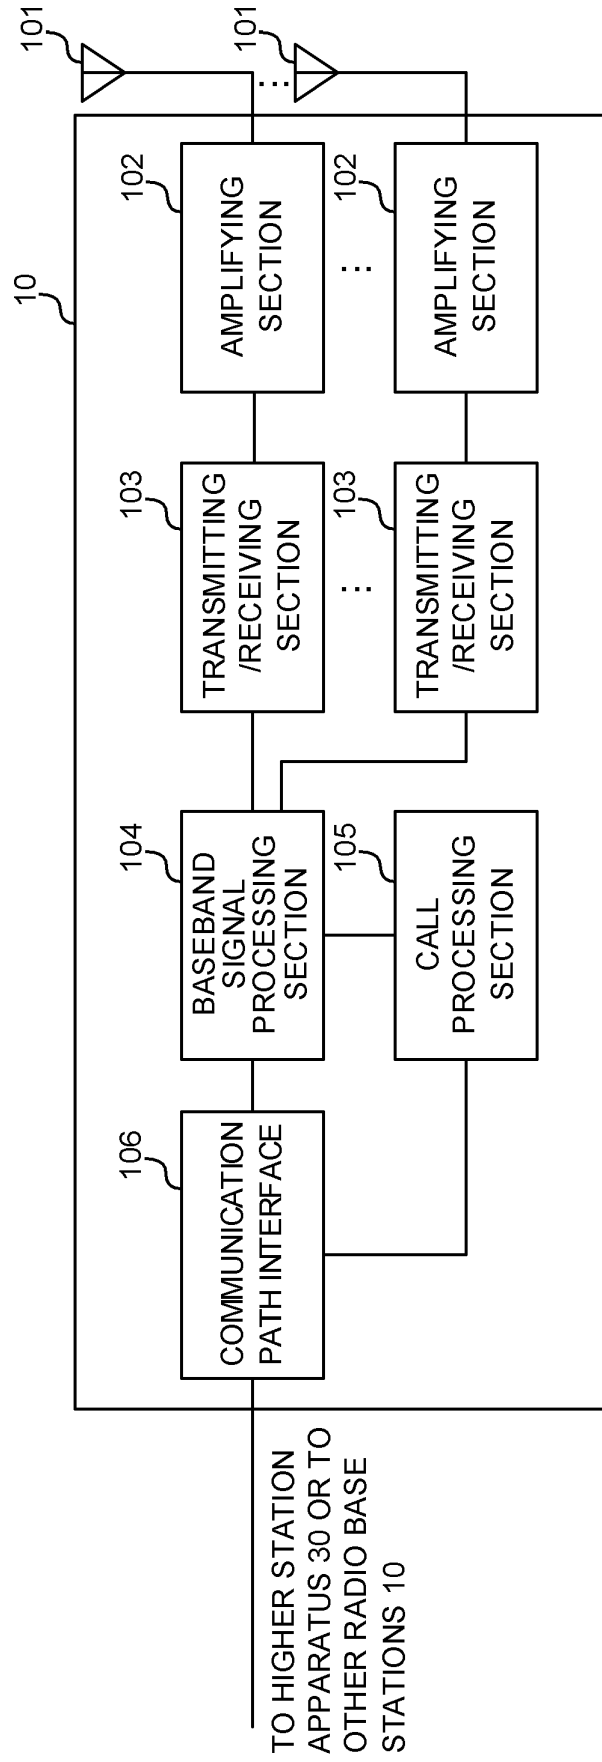 10
101
101
...
TO HIGHER STATION
APPARATUS 30 OR TO
OTHER RADIO BASE
STATIONS 10
106
COMMUNICATION
PATH INTERFACE
104
BASEBAND
SIGNAL
PROCESSING
SECTION
103
TRANSMITTING
/RECEIVING
SECTION
102
AMPLIFYING
SECTION
...
...
105
CALL
PROCESSING
SECTION
103
TRANSMITTING
/RECEIVING
SECTION
102
AMPLIFYING
SECTION